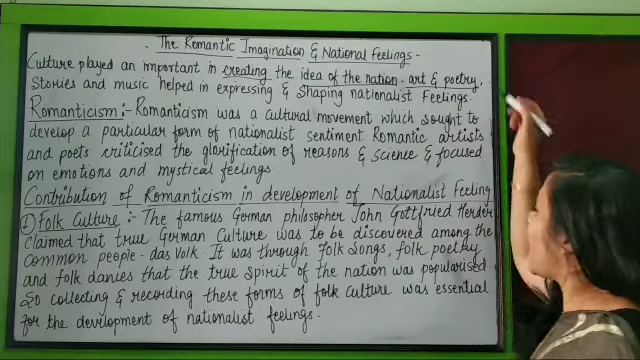 . The Romantic Imagination & National Feelings -
Culture played an important in creating the idea of the nation - art & poetry,
Stories and music helped in expressing & Shaping nationalist Feelings.
Romanticism :- Romanticism was a Cultural movement which sought to
develop a particular form of nationalist sentiment. Romantic artists
and poets criticised the glorification of reasons & Science & focused
on emotions and mystical feelings
Contribution of Romanticism in development of Nationalist Feeling
1) Folk Culture :- The famous German philosopher John Gottfried Herder
claimed that true German Culture was to be discovered among the
common people - das Volk. It was through Folk Songs, folk poetry
and folk dances that the true spirit of the nation was popularised
So collecting & recording these forms of folk culture was essential
for the development of nationalist feelings.